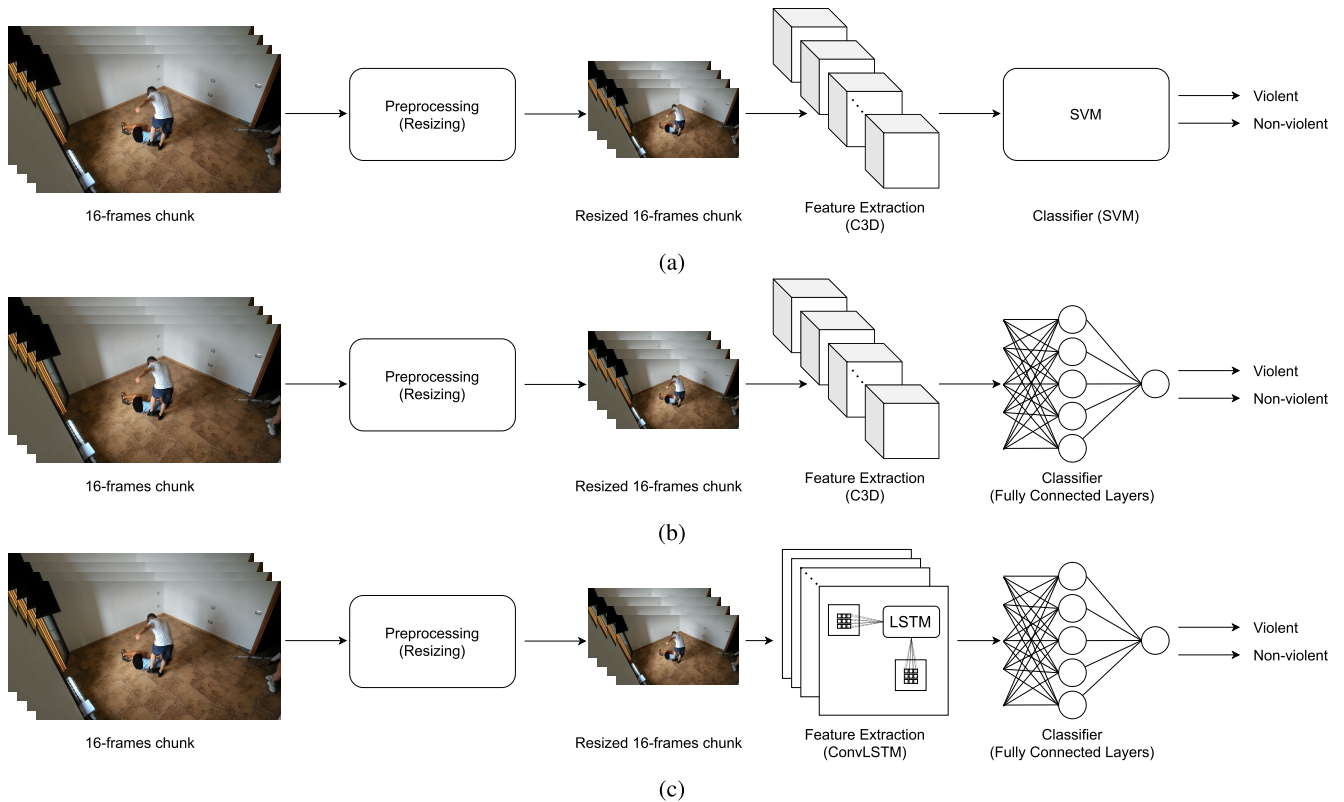 Preprocessing
(Resizing)
SVM
Violent
Non-violent
16-frames chunk
Resized 16-frames chunk
Feature Extraction
(C3D)
Classifier (SVM)
(a)
Preprocessing
(Resizing)
Violent
Non-violent
16-frames chunk
Resized 16-frames chunk
Feature Extraction
(C3D)
Classifier
(Fully Connected Layers)
(b)
Preprocessing
(Resizing)
LSTM
Violent
Non-violent
16-frames chunk
Resized 16-frames chunk
Feature Extraction
(ConvLSTM)
Classifier
(Fully Connected Layers)
(c)